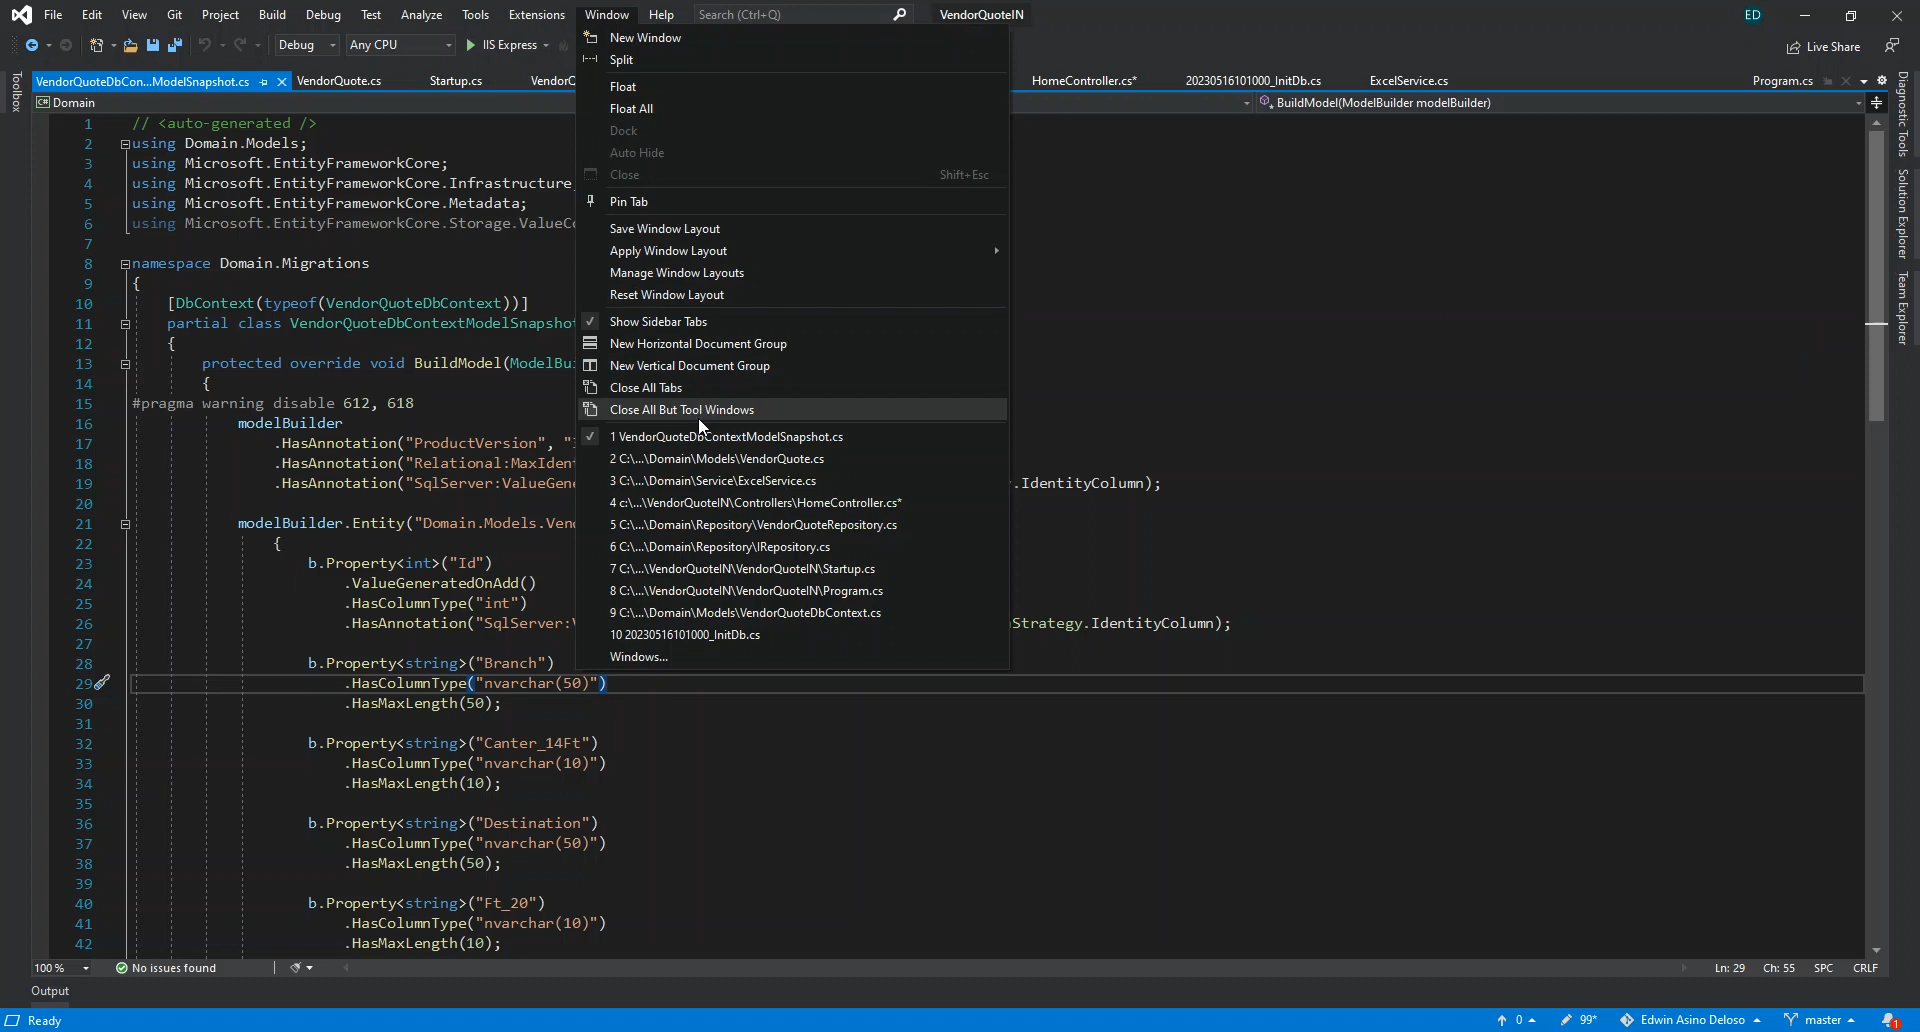 File Edit View Git Project Build Debug Test Analyze Tools Extensions Window Help Search (Ctrl+Q) VendorQuoteIN ED
Debug Any CPU IIS Express Live Share
VendorQuoteDbCon...ModelSnapshot.cs VendorQuote.cs Startup.cs VendorQ HomeController.cs* 20230516101000_InitDb.cs ExcelService.cs Program.cs
C# Domain BuildModel(ModelBuilder modelBuilder)
Toolbox
Diagnostic Tools
Solution Explorer
Team Explorer
New Window
Split
Float
Float All
Dock
Auto Hide
Close Shift+Esc
Pin Tab
Save Window Layout
Apply Window Layout
Manage Window Layouts
Reset Window Layout
Show Sidebar Tabs
New Horizontal Document Group
New Vertical Document Group
Close All Tabs
Close All But Tool Windows
1 VendorQuoteDbContextModelSnapshot.cs
2 C:\...\Domain\Models\VendorQuote.cs
3 C:\...\Domain\Service\ExcelService.cs
4 c:\...\VendorQuoteIN\Controllers\HomeController.cs*
5 C:\...\Domain\Repository\VendorQuoteRepository.cs
6 C:\...\Domain\Repository\IRepository.cs
7 C:\...\VendorQuoteIN\VendorQuoteIN\Startup.cs
8 C:\...\VendorQuoteIN\VendorQuoteIN\Program.cs
9 C:\...\Domain\Models\VendorQuoteDbContext.cs
10 20230516101000_InitDb.cs
Windows...
1 // <auto-generated />
2 using Domain.Models;
3 using Microsoft.EntityFrameworkCore;
4 using Microsoft.EntityFrameworkCore.Infrastructure
5 using Microsoft.EntityFrameworkCore.Metadata;
6 using Microsoft.EntityFrameworkCore.Storage.ValueCo
7
8 namespace Domain.Migrations
9 {
10 [DbContext(typeof(VendorQuoteDbContext))]
11 partial class VendorQuoteDbContextModelSnapshot
12 {
13 protected override void BuildModel(ModelBui
14 {
15 #pragma warning disable 612, 618
16 modelBuilder
17 .HasAnnotation("ProductVersion", "
18 .HasAnnotation("Relational:MaxIden
19 .HasAnnotation("SqlServer:ValueGen .IdentityColumn);
20
21 modelBuilder.Entity("Domain.Models.Ven
22 {
23 b.Property<int>("Id")
24 .ValueGeneratedOnAdd()
25 .HasColumnType("int")
26 .HasAnnotation("SqlServer: Strategy.IdentityColumn);
27
28 b.Property<string>("Branch")
29 .HasColumnType("nvarchar(50)")
30 .HasMaxLength(50);
31
32 b.Property<string>("Canter_14Ft")
33 .HasColumnType("nvarchar(10)")
34 .HasMaxLength(10);
35
36 b.Property<string>("Destination")
37 .HasColumnType("nvarchar(50)")
38 .HasMaxLength(50);
39
40 b.Property<string>("Ft_20")
41 .HasColumnType("nvarchar(10)")
42 .HasMaxLength(10);
100 % No issues found Ln: 29 Ch: 55 SPC CRLF
Output
Ready 0 99* Edwin Asino Deloso master 1